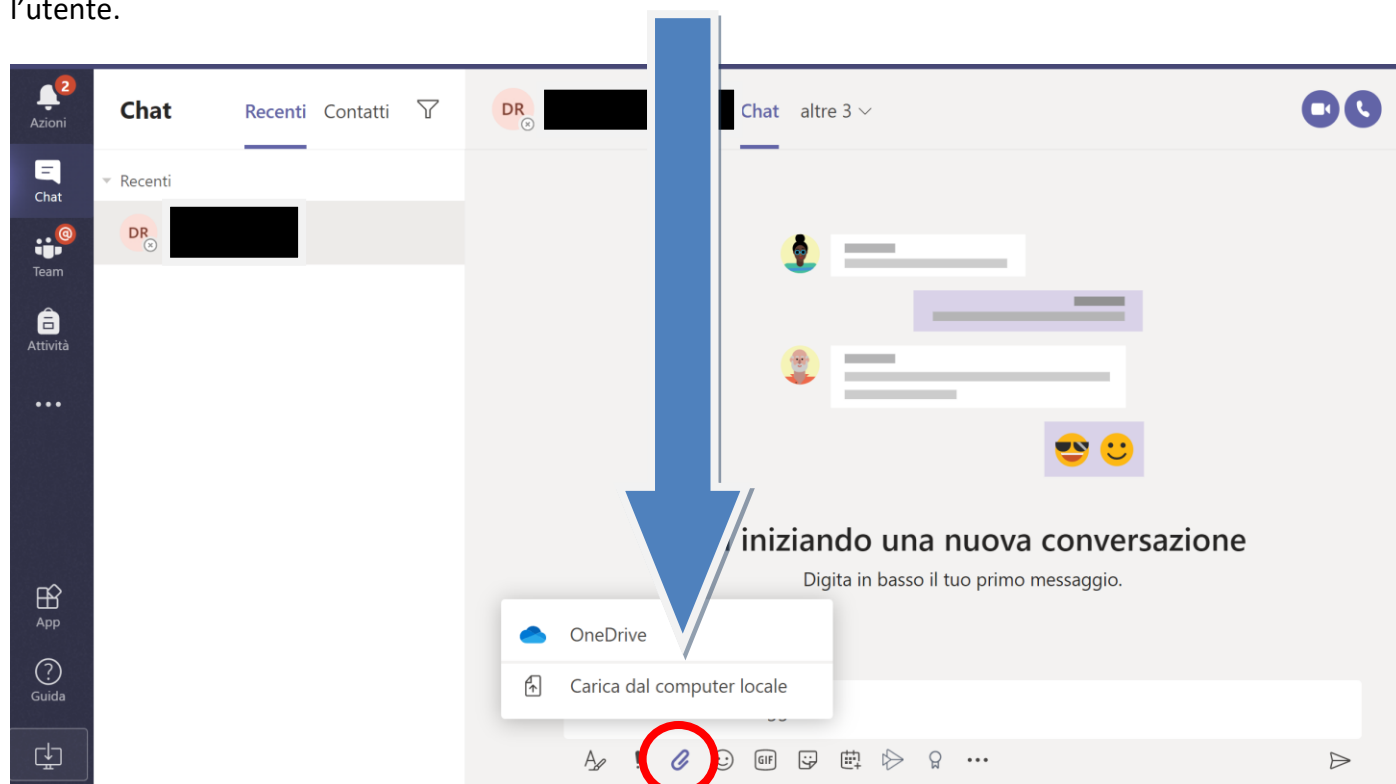 l'utente.
2
Azioni
Chat Recenti Contatti
DR Chat altre 3
Chat
Recenti
DR
@
Team
Attività
iniziando una nuova conversazione
Digita in basso il tuo primo messaggio.
App
OneDrive
Carica dal computer locale
Guida
GIF